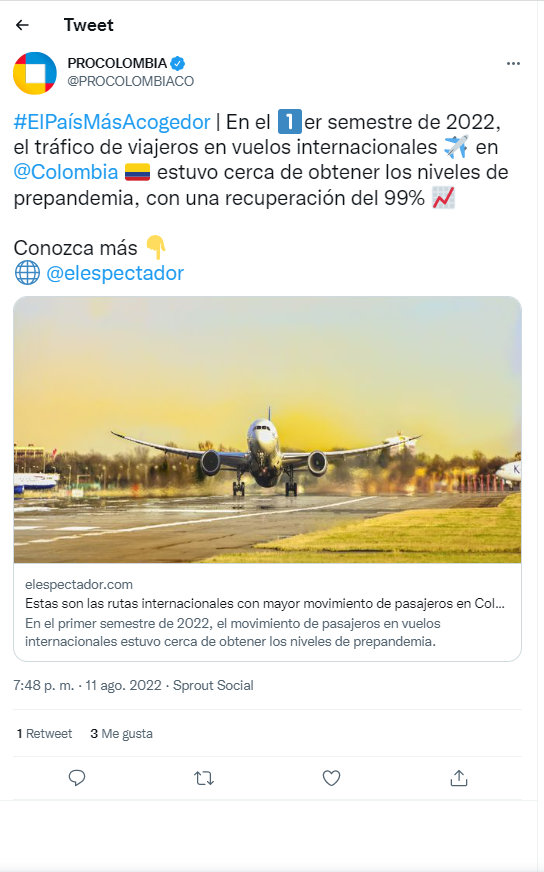 Tweet
PROCOLOMBIA
@PROCOLOMBIACO
#ElPaísMásAcogedor | En el 1️⃣er semestre de 2022,
el tráfico de viajeros en vuelos internacionales ✈️ en
@Colombia 🇨🇴 estuvo cerca de obtener los niveles de
prepandemia, con una recuperación del 99% 📈
Conozca más 👇
🌐 @elespectador
K
elespectador.com
Estas son las rutas internacionales con mayor movimiento de pasajeros en Col...
En el primer semestre de 2022, el movimiento de pasajeros en vuelos
internacionales estuvo cerca de obtener los niveles de prepandemia.
7:48 p. m. · 11 ago. 2022 · Sprout Social
1 Retweet 3 Me gusta